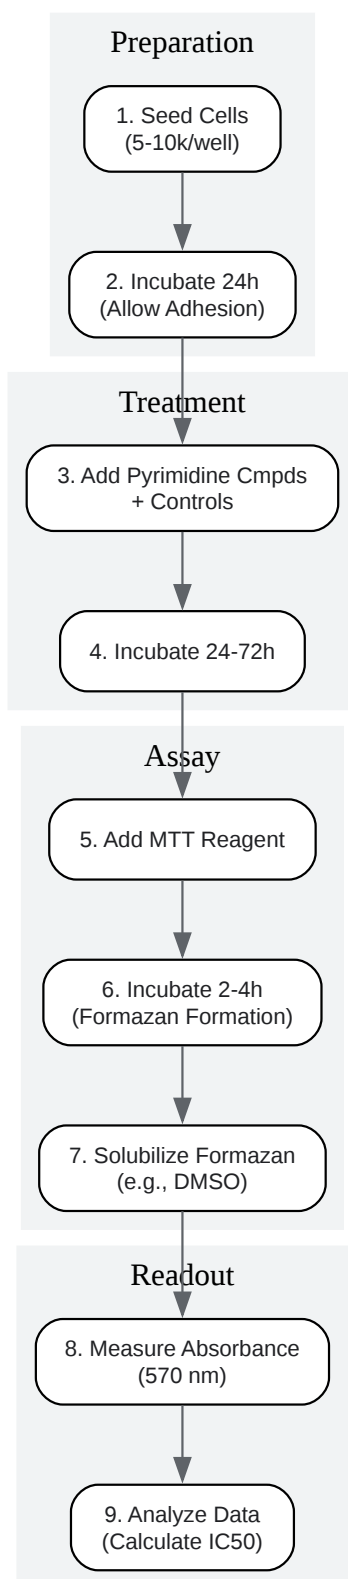 Preparation
1. Seed Cells
(5-10k/well)
2. Incubate 24h
(Allow Adhesion)
Treatment
3. Add Pyrimidine Cmpds
+ Controls
4. Incubate 24-72h
Assay
5. Add MTT Reagent
6. Incubate 2-4h
(Formazan Formation)
7. Solubilize Formazan
(e.g., DMSO)
Readout
8. Measure Absorbance
(570 nm)
9. Analyze Data
(Calculate IC50)